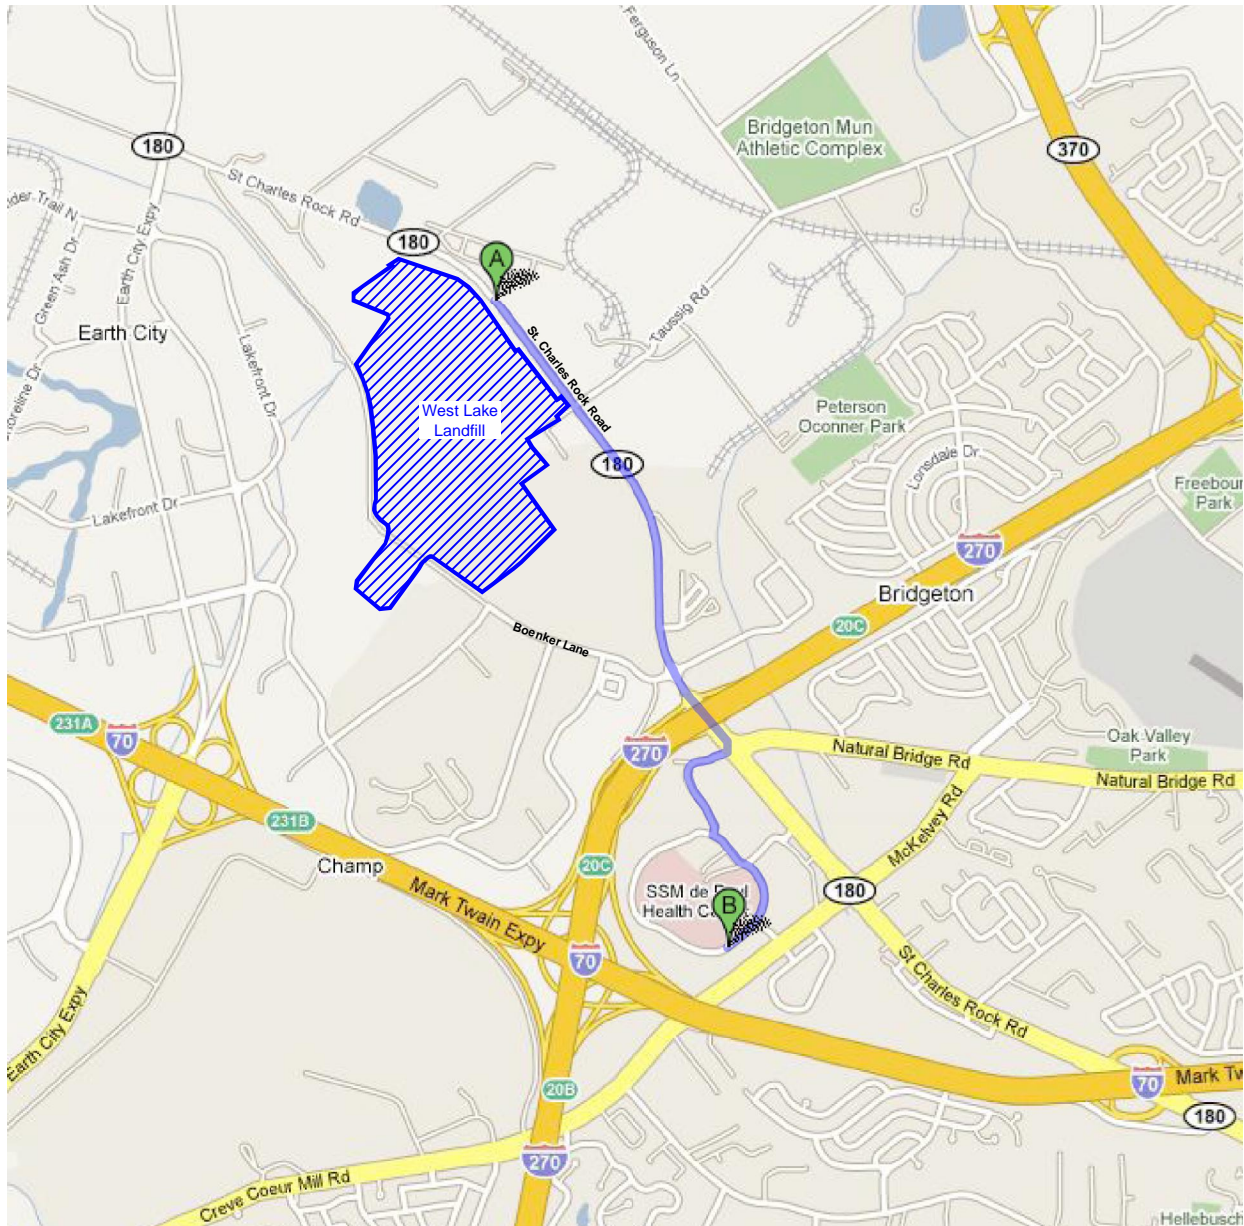 Ferguson Ln
Bridgeton Mun
Athletic Complex
370
180
St Charles Rock Rd
Trail N
Green Ash Dr
Earth City Expy
180
A
Taussig Rd
Earth City
Lakefront Dr
St. Charles Rock Road
West Lake
Landfill
Peterson
Oconner Park
180
Lonsdale Dr
Park
Lakefront Dr
270
Bridgeton
20C
Boenker Lane
231A
70
270
Natural Bridge Rd
Oak Valley
Park
Natural Bridge Rd
231B
McKelvey Rd
Champ
20C
Mark Twain Expy
SSM de
Health
B
180
70
St Charles Rock Rd
Earth City Expy
20B
70
Mark
180
270
Creve Coeur Mill Rd